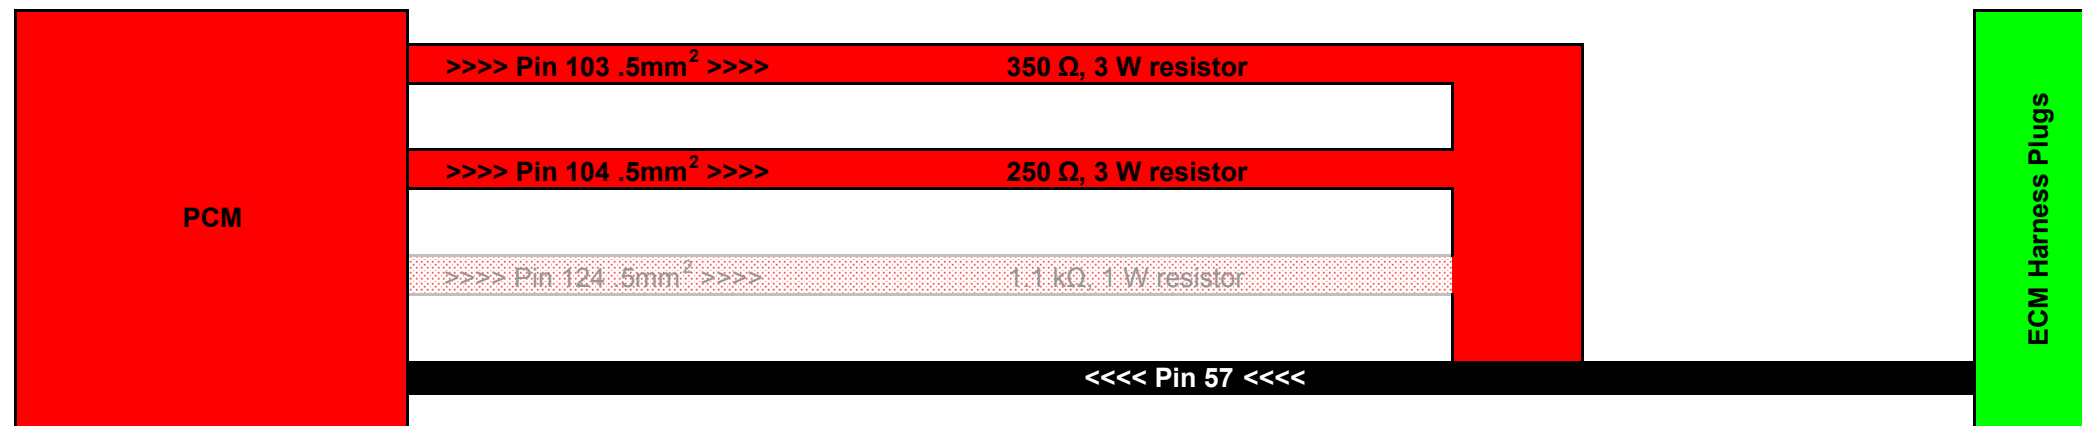 >>>> Pin 103 .5mm² >>>> 350 Ω, 3 W resistor
>>>> Pin 104 .5mm² >>>> 250 Ω, 3 W resistor
PCM
>>>> Pin 124 .5mm² >>>> 1.1 kΩ, 1 W resistor
<<<< Pin 57 <<<<
ECM Harness Plugs